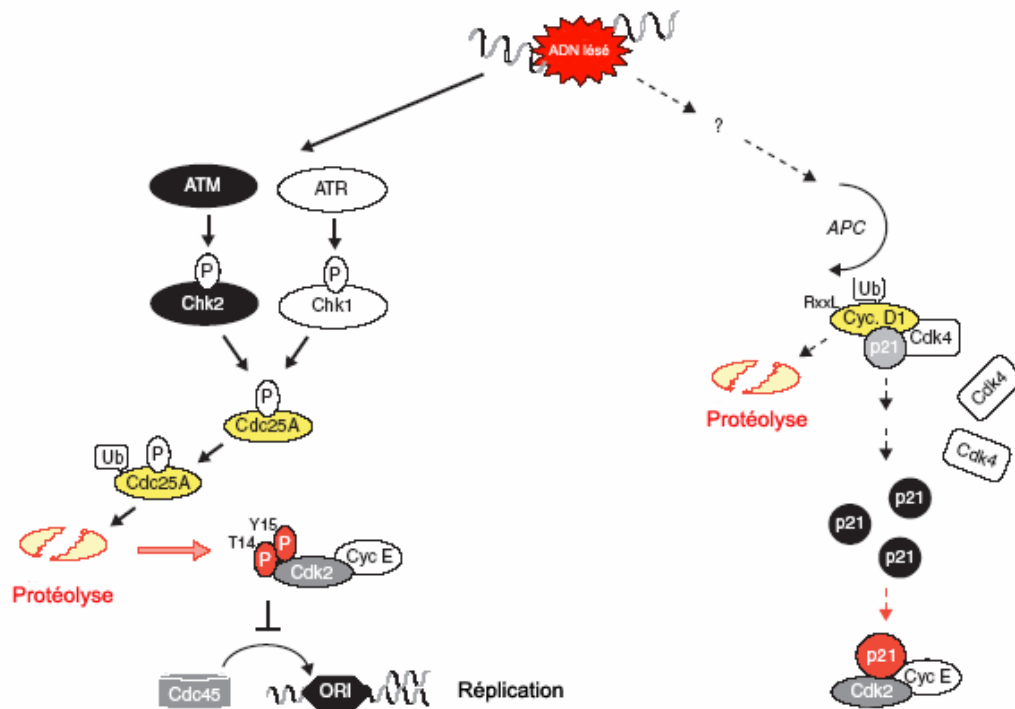 ADN lésé
?
ATM
ATR
APC
P
P
Chk2
Chk1
RxxL
Ub
Cyc. D1
p21
Cdk4
Cdk4
Cdk4
Protéolyse
P
Cdc25A
Ub
P
Cdc25A
p21
p21
p21
Protéolyse
T14
Y15
P
P
Cdk2
Cyc E
p21
Cdk2
Cyc E
Cdc45
ORI
Réplication